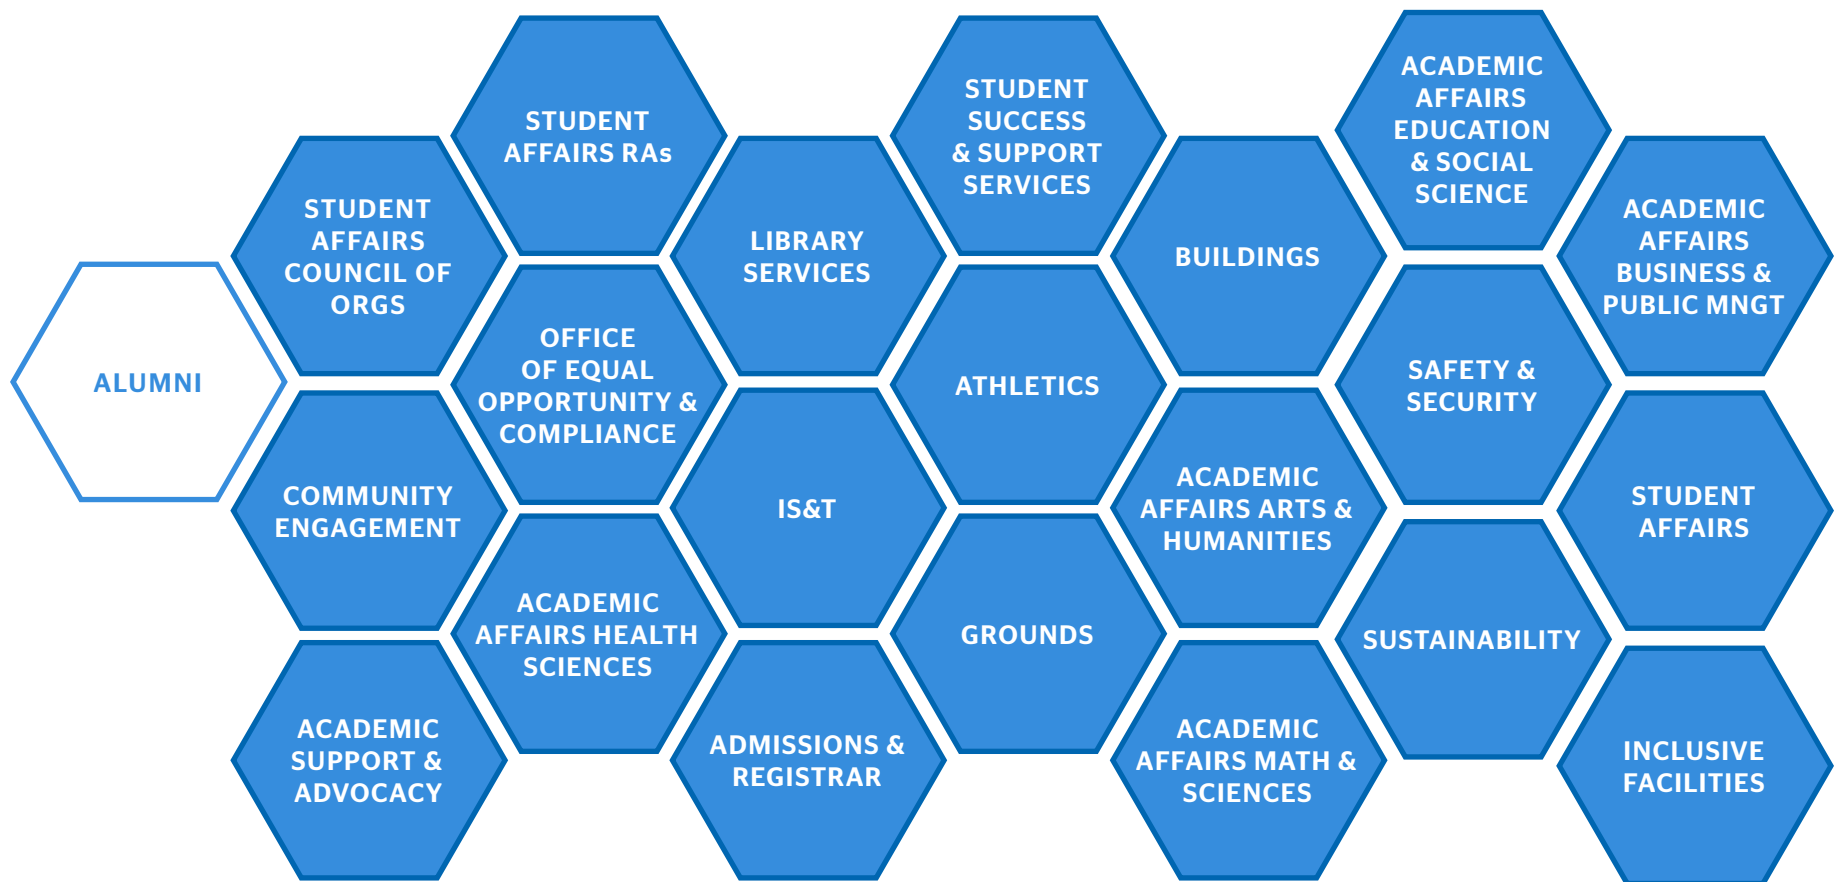 ALUMNI
STUDENT
AFFAIRS
COUNCIL OF
ORGS
COMMUNITY
ENGAGEMENT
ACADEMIC
SUPPORT &
ADVOCACY
STUDENT
AFFAIRS RAs
OFFICE
OF EQUAL
OPPORTUNITY &
COMPLIANCE
ACADEMIC
AFFAIRS HEALTH
SCIENCES
LIBRARY
SERVICES
IS&T
ADMISSIONS &
REGISTRAR
STUDENT
SUCCESS
& SUPPORT
SERVICES
ATHLETICS
GROUNDS
BUILDINGS
ACADEMIC
AFFAIRS ARTS &
HUMANITIES
ACADEMIC
AFFAIRS MATH &
SCIENCES
ACADEMIC
AFFAIRS
EDUCATION
& SOCIAL
SCIENCE
SAFETY &
SECURITY
SUSTAINABILITY
ACADEMIC
AFFAIRS
BUSINESS &
PUBLIC MNGT
STUDENT
AFFAIRS
INCLUSIVE
FACILITIES